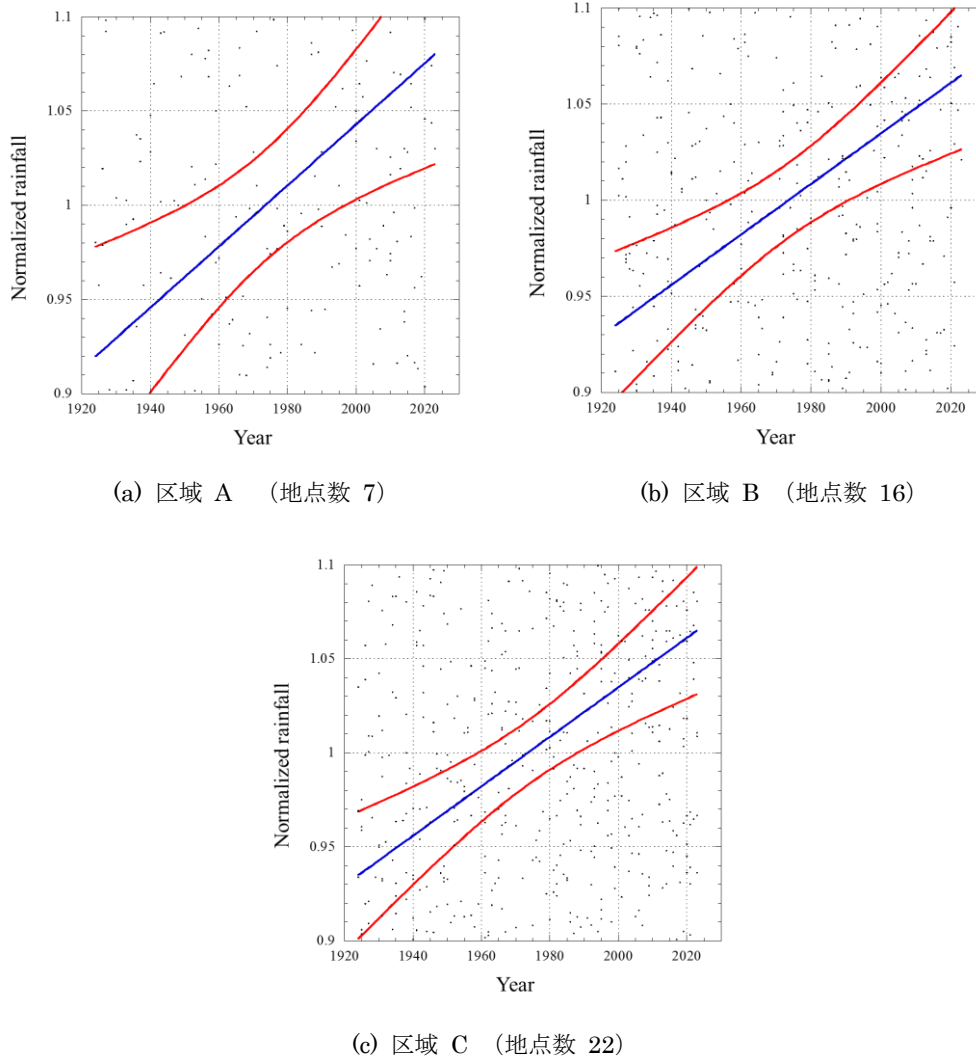 1.1
1.05
1
0.95
0.9
Normalized rainfall
1920 1940 1960 1980 2000 2020
Year
(a) 区域 A （地点数 7）
1.1
1.05
1
0.95
0.9
Normalized rainfall
1920 1940 1960 1980 2000 2020
Year
(b) 区域 B （地点数 16）
1.1
1.05
1
0.95
0.9
Normalized rainfall
1920 1940 1960 1980 2000 2020
Year
(c) 区域 C （地点数 22）